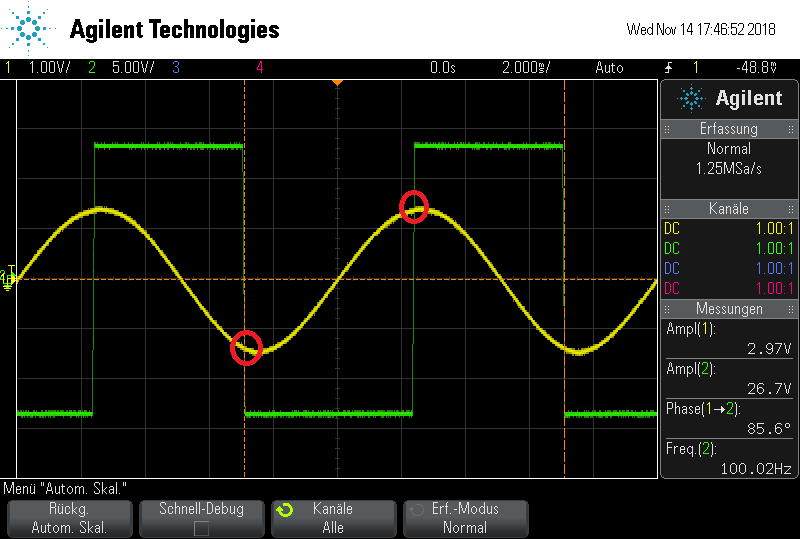 Agilent Technologies
Wed Nov 14 17:46:52 2018
1 1.00V/ 2 5.00V/ 3 4 0.0s 2.000ms/ Auto 1 -48.8V
Agilent
Erfassung
Normal
1.25MSa/s
Kanäle
DC 1.00:1
DC 1.00:1
DC 1.00:1
DC 1.00:1
Messungen
Ampl(1):
2.97V
Ampl(2):
26.7V
Phase(1→2):
85.6°
Freq.(2):
100.02Hz
Menü "Autom. Skal."
Rückg. Schnell-Debug Kanäle Erf.-Modus
Autom. Skal. Alle Normal